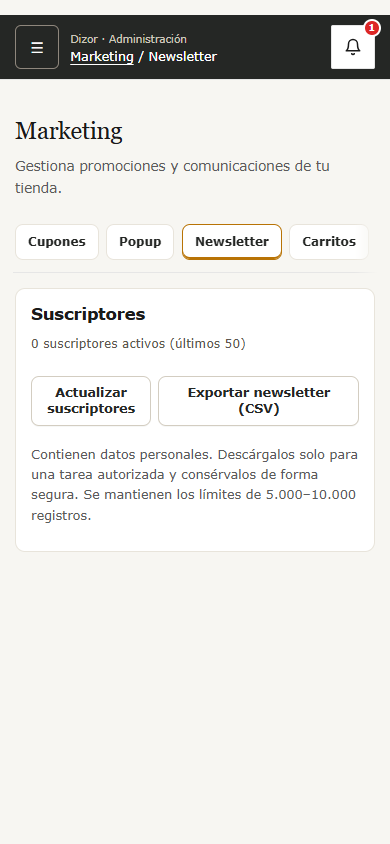 Dizor · Administración
Marketing / Newsletter
1
Marketing
Gestiona promociones y comunicaciones de tu
tienda.
Cupones
Popup
Newsletter
Carritos
Suscriptores
0 suscriptores activos (últimos 50)
Actualizar
suscriptores
Exportar newsletter
(CSV)
Contienen datos personales. Descárgalos solo para
una tarea autorizada y consérvalos de forma
segura. Se mantienen los límites de 5.000–10.000
registros.